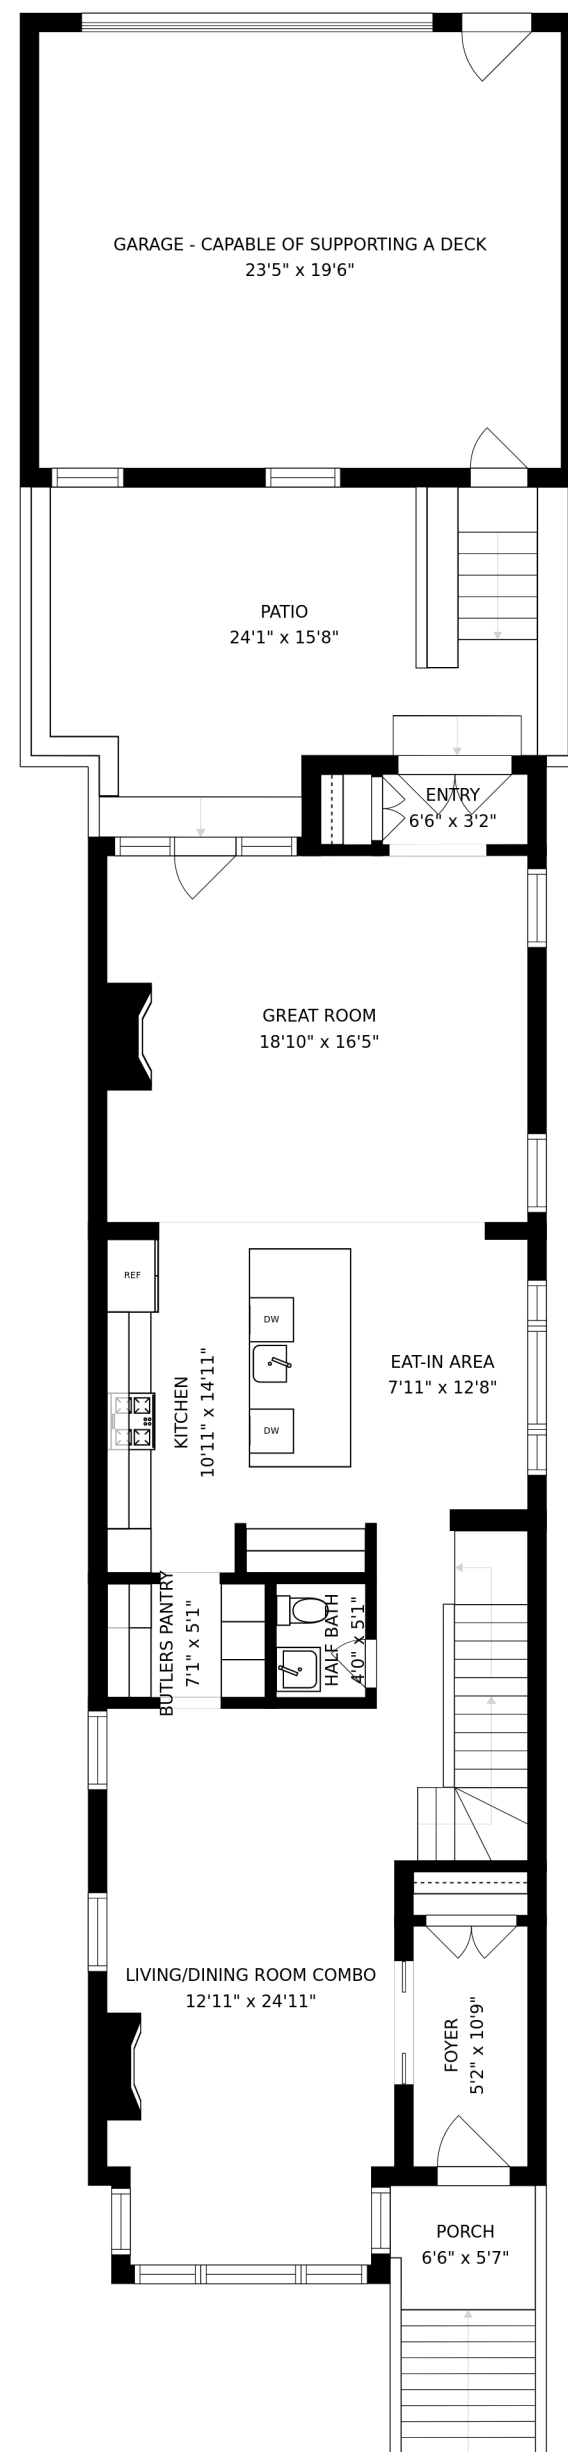 GARAGE - CAPABLE OF SUPPORTING A DECK
23'5" x 19'6"
PATIO
24'1" x 15'8"
ENTRY
6'6" x 3'2"
GREAT ROOM
18'10" x 16'5"
REF
DW
EAT-IN AREA
7'11" x 12'8"
KITCHEN
10'11" x 14'11"
DW
BUTLERS PANTRY
7'1" x 5'1"
HALF BATH
4'0" x 5'1"
LIVING/DINING ROOM COMBO
12'11" x 24'11"
FOYER
5'2" x 10'9"
PORCH
6'6" x 5'7"